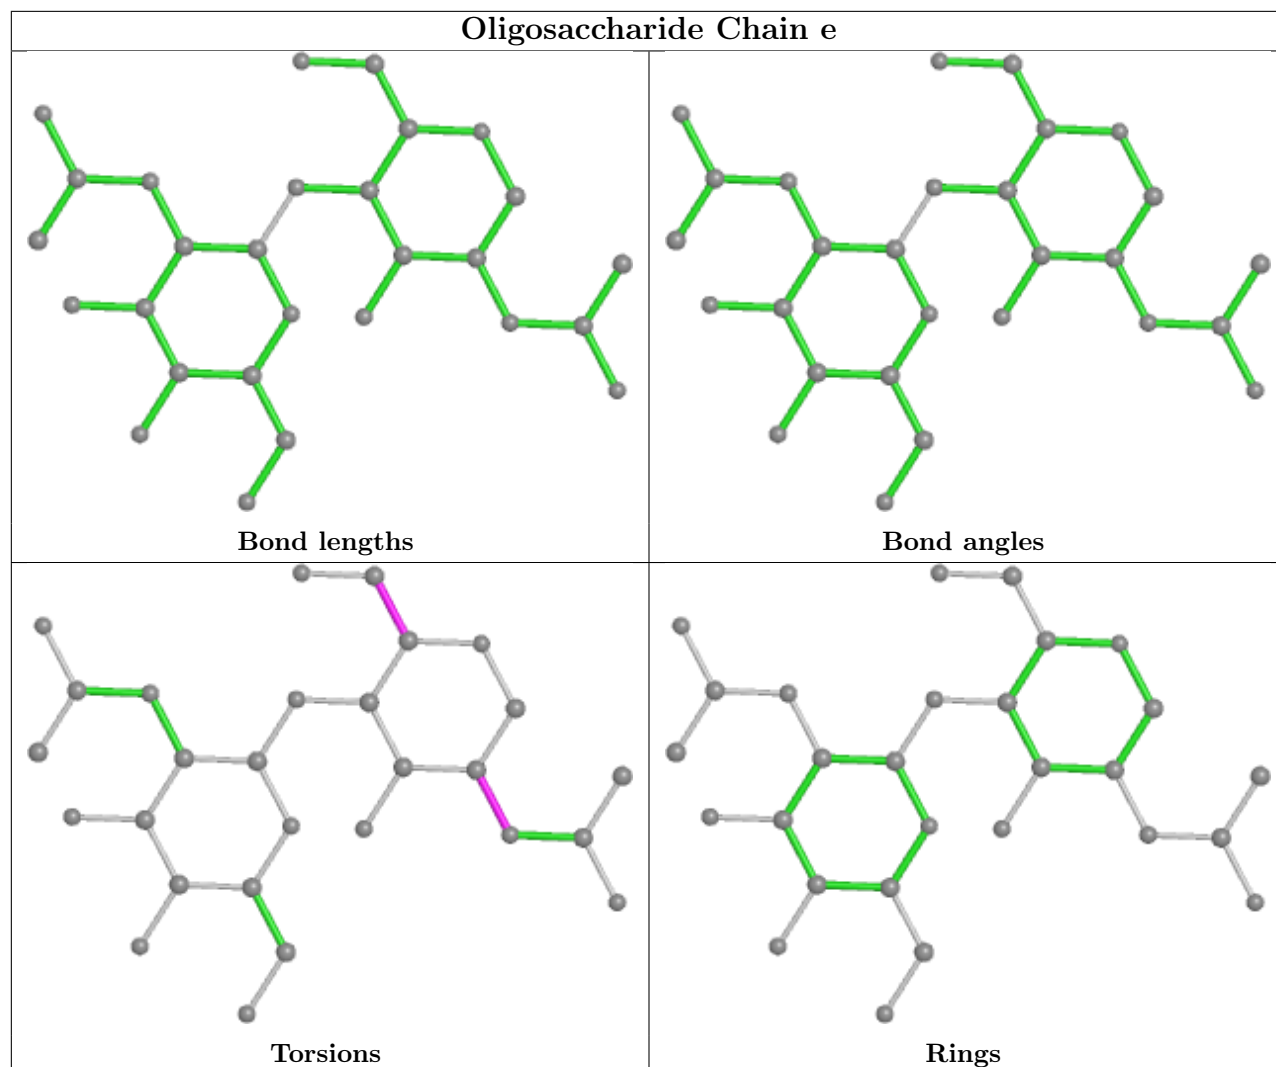 Oligosaccharide Chain e
Bond lengths
Bond angles
Torsions
Rings